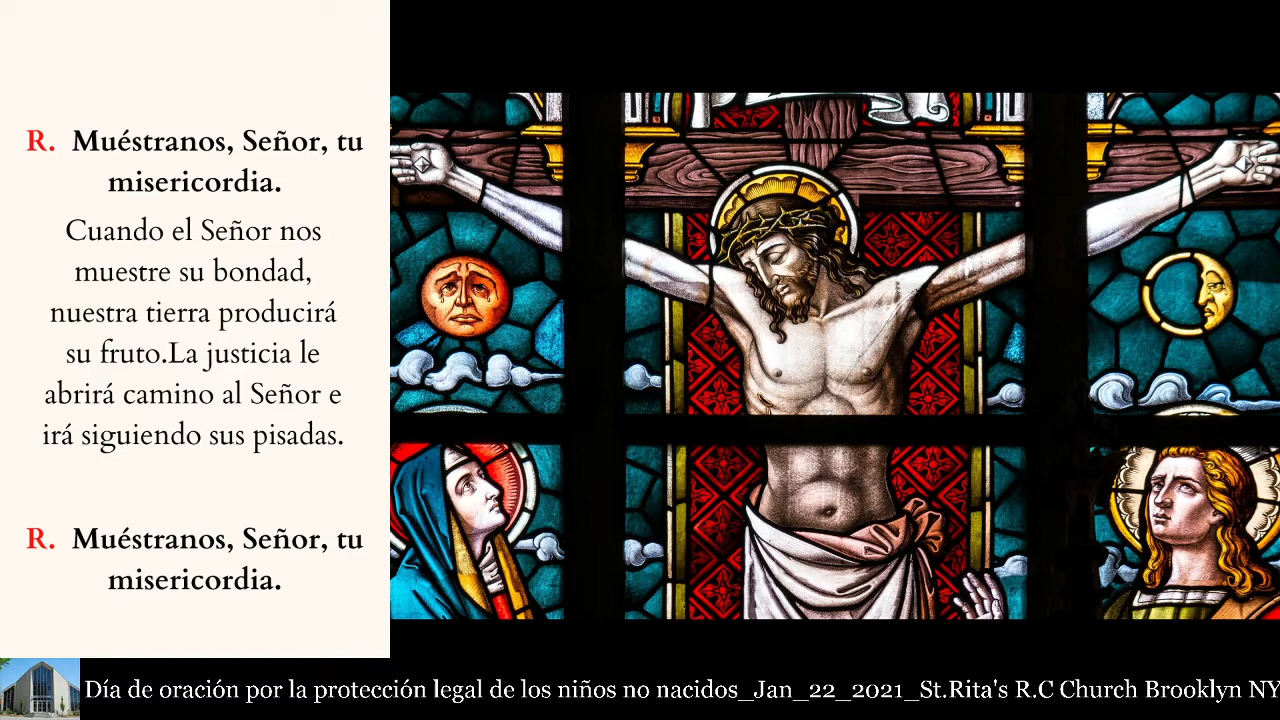 R. Muéstranos, Señor, tu
misericordia.
Cuando el Señor nos
muestre su bondad,
nuestra tierra producirá
su fruto.La justicia le
abrirá camino al Señor e
irá siguiendo sus pisadas.
R. Muéstranos, Señor, tu
misericordia.
Día de oración por la protección legal de los niños no nacidos_Jan_22_2021_St.Rita's R.C Church Brooklyn NY